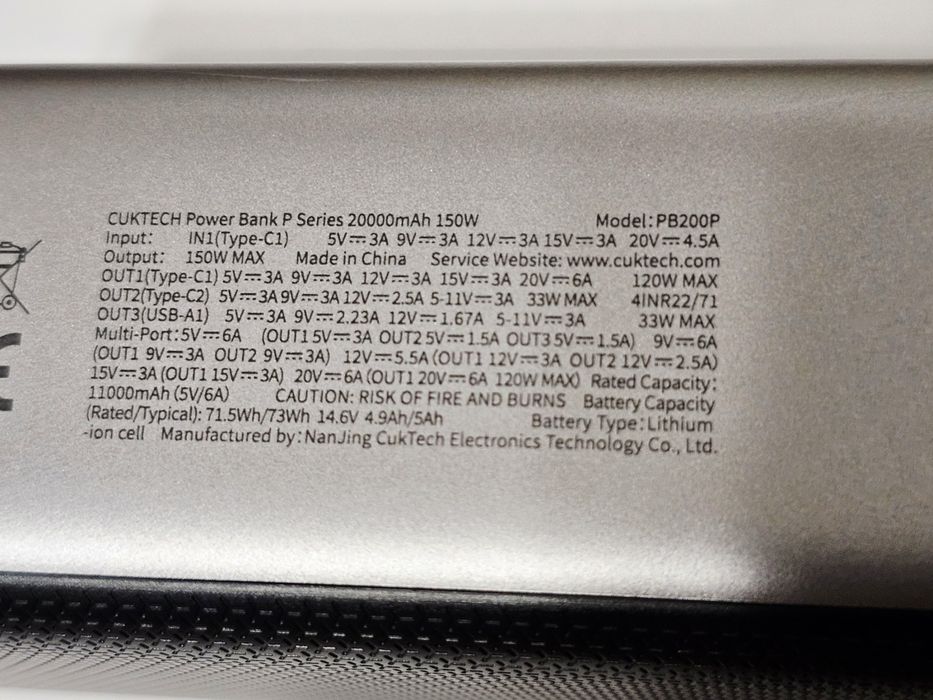 CUKTECH Power Bank P Series 20000mAh 150W Model:PB200P
Input: IN1(Type-C1) 5V⎓3A 9V⎓3A 12V⎓3A 15V⎓3A 20V⎓4.5A
Output: 150W MAX Made in China Service Website: www.cuktech.com
OUT1(Type-C1) 5V⎓3A 9V⎓3A 12V⎓3A 15V⎓3A 20V⎓6A 120W MAX
OUT2(Type-C2) 5V⎓3A 9V⎓3A 12V⎓2.5A 5-11V⎓3A 33W MAX 4INR22/71
OUT3(USB-A1) 5V⎓3A 9V⎓2.23A 12V⎓1.67A 5-11V⎓3A 33W MAX
Multi-Port:5V⎓6A (OUT1 5V⎓3A OUT2 5V⎓1.5A OUT3 5V⎓1.5A) 9V⎓6A
(OUT1 9V⎓3A OUT2 9V⎓3A) 12V⎓5.5A (OUT1 12V⎓3A OUT2 12V⎓2.5A)
15V⎓3A (OUT1 15V⎓3A) 20V⎓6A (OUT1 20V⎓6A 120W MAX) Rated Capacity:
11000mAh (5V/6A) CAUTION: RISK OF FIRE AND BURNS Battery Capacity
(Rated/Typical): 71.5Wh/73Wh 14.6V 4.9Ah/5Ah Battery Type:Lithium
-ion cell Manufactured by:NanJing CukTech Electronics Technology Co., Ltd.